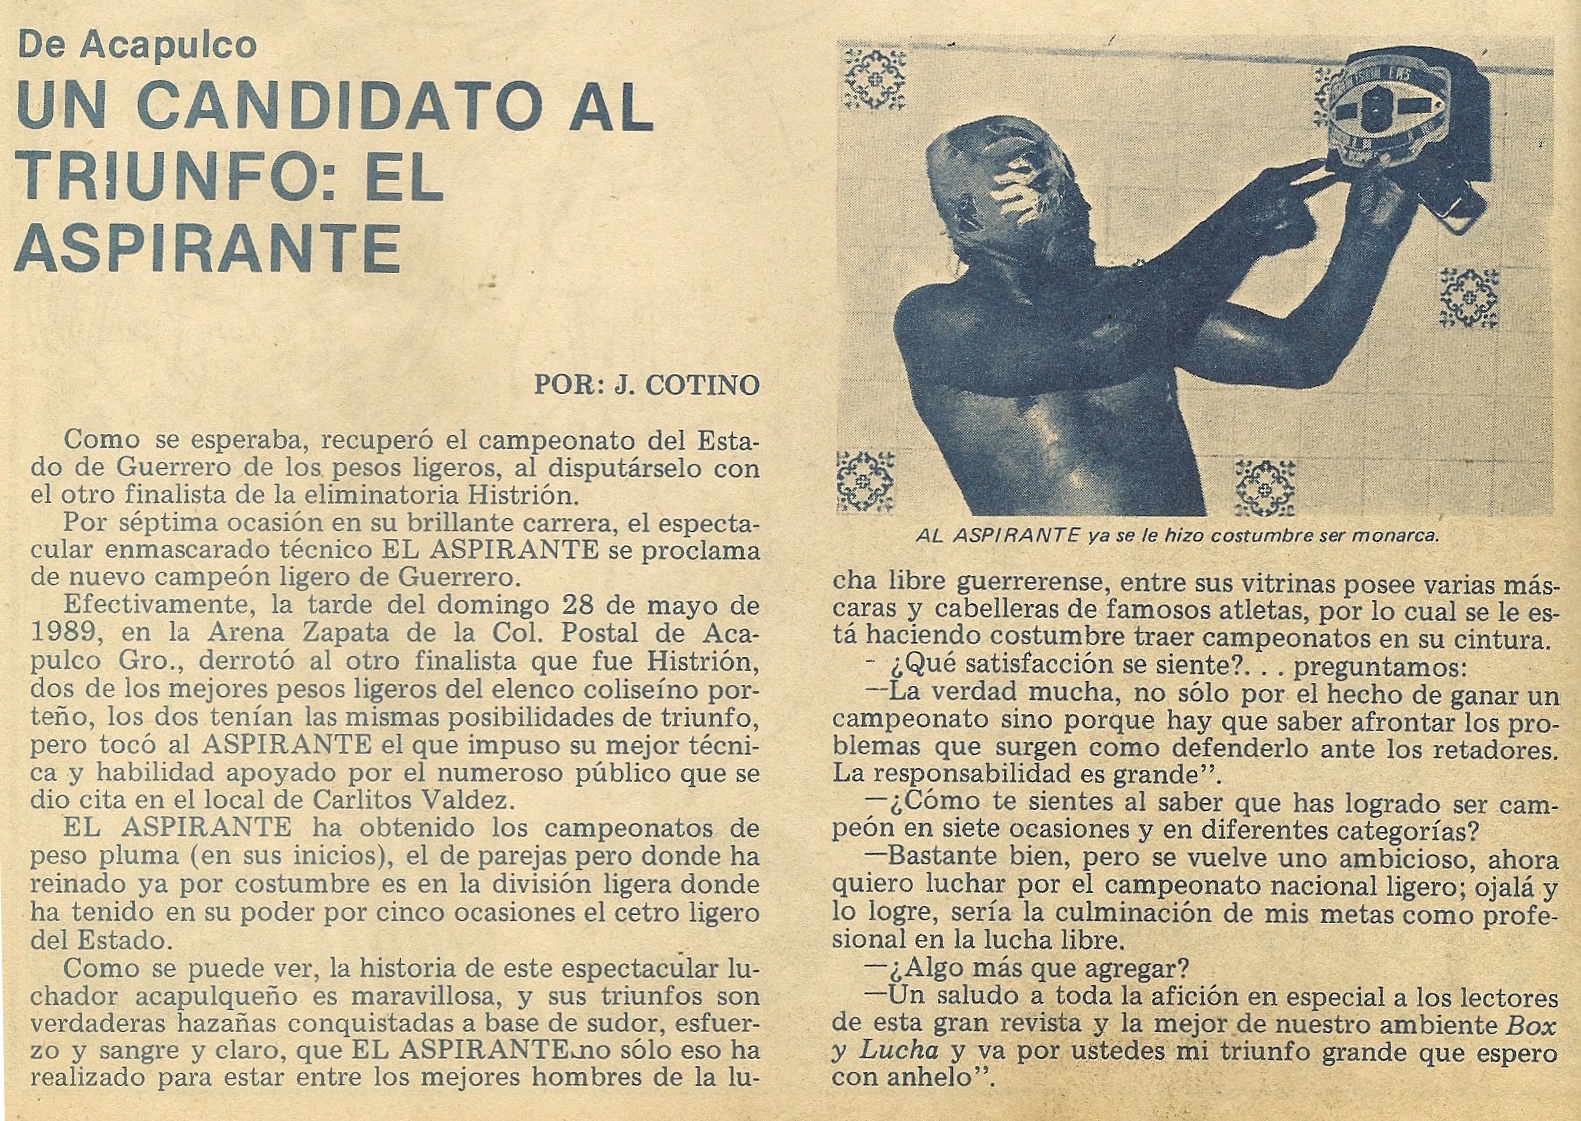 De Acapulco
UN CANDIDATO AL
TRIUNFO: EL
ASPIRANTE
POR: J. COTINO
Como se esperaba, recuperó el campeonato del Esta-
do de Guerrero de los pesos ligeros, al disputárselo con
el otro finalista de la eliminatoria Histrión.
Por séptima ocasión en su brillante carrera, el especta-
cular enmascarado técnico EL ASPIRANTE se proclama
de nuevo campeón ligero de Guerrero.
Efectivamente, la tarde del domingo 28 de mayo de
1989, en la Arena Zapata de la Col. Postal de Aca-
pulco Gro., derrotó al otro finalista que fue Histrión,
dos de los mejores pesos ligeros del elenco coliseíno por-
teño, los dos tenían las mismas posibilidades de triunfo,
pero tocó al ASPIRANTE el que impuso su mejor técni-
ca y habilidad apoyado por el numeroso público que se
dio cita en el local de Carlitos Valdez.
EL ASPIRANTE ha obtenido los campeonatos de
peso pluma (en sus inicios), el de parejas pero donde ha
reinado ya por costumbre es en la división ligera donde
ha tenido en su poder por cinco ocasiones el cetro ligero
del Estado.
Como se puede ver, la historia de este espectacular lu-
chador acapulqueño es maravillosa, y sus triunfos son
verdaderas hazañas conquistadas a base de sudor, esfuer-
zo y sangre y claro, que EL ASPIRANTE no sólo eso ha
realizado para estar entre los mejores hombres de la lu-
AL ASPIRANTE ya se le hizo costumbre ser monarca.
cha libre guerrerense, entre sus vitrinas posee varias más-
caras y cabelleras de famosos atletas, por lo cual se le es-
tá haciendo costumbre traer campeonatos en su cintura.
- ¿Qué satisfacción se siente?. . . preguntamos:
—La verdad mucha, no sólo por el hecho de ganar un
campeonato sino porque hay que saber afrontar los pro-
blemas que surgen como defenderlo ante los retadores.
La responsabilidad es grande”.
—¿Cómo te sientes al saber que has logrado ser cam-
peón en siete ocasiones y en diferentes categorías?
—Bastante bien, pero se vuelve uno ambicioso, ahora
quiero luchar por el campeonato nacional ligero; ojalá y
lo logre, sería la culminación de mis metas como profe-
sional en la lucha libre.
—¿Algo más que agregar?
—Un saludo a toda la afición en especial a los lectores
de esta gran revista y la mejor de nuestro ambiente Box
y Lucha y va por ustedes mi triunfo grande que espero
con anhelo”.